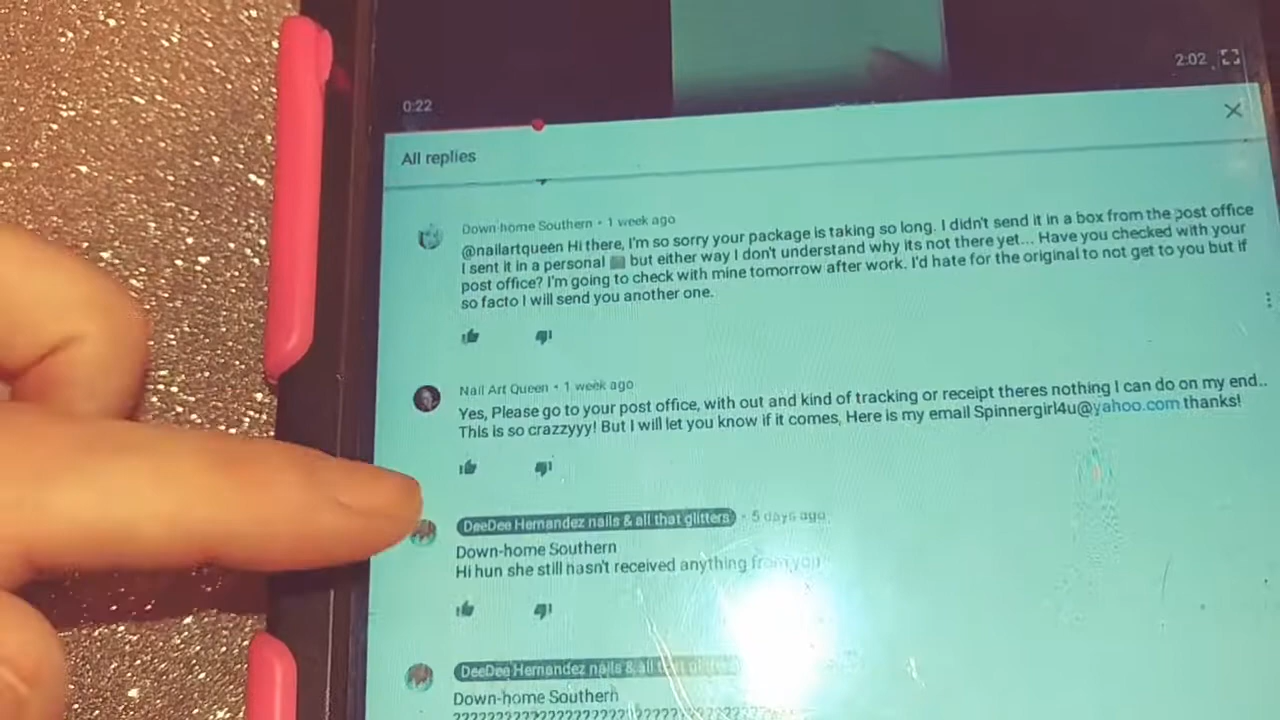 0:22
2:02
All replies
Down-home Southern • 1 week ago
@nailartqueen Hi there, I'm so sorry your package is taking so long. I didn't send it in a box from the post office
I sent it in a personal but either way I don't understand why its not there yet... Have you checked with your
post office? I'm going to check with mine tomorrow after work. I'd hate for the original to not get to you but if
so facto I will send you another one.
Nail Art Queen • 1 week ago
Yes, Please go to your post office, with out and kind of tracking or receipt theres nothing I can do on my end..
This is so crazzyyy! But I will let you know if it comes, Here is my email Spinnergirl4u@yahoo.com thanks!
DeeDee Hernandez nails & all that glitters • 5 days ago
Down-home Southern
Hi hun she still hasn't received anything from you
DeeDee Hernandez nails & all that glitters
Down-home Southern